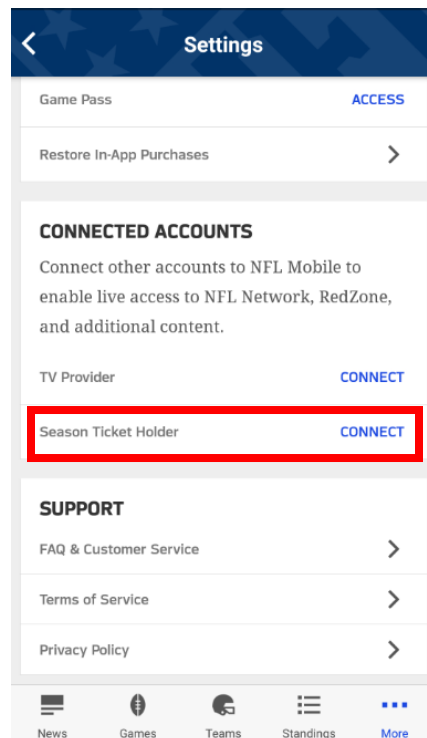 Settings
Game Pass ACCESS
Restore In-App Purchases
CONNECTED ACCOUNTS
Connect other accounts to NFL Mobile to
enable live access to NFL Network, RedZone,
and additional content.
TV Provider CONNECT
Season Ticket Holder CONNECT
SUPPORT
FAQ & Customer Service
Terms of Service
Privacy Policy
News Games Teams Standings More